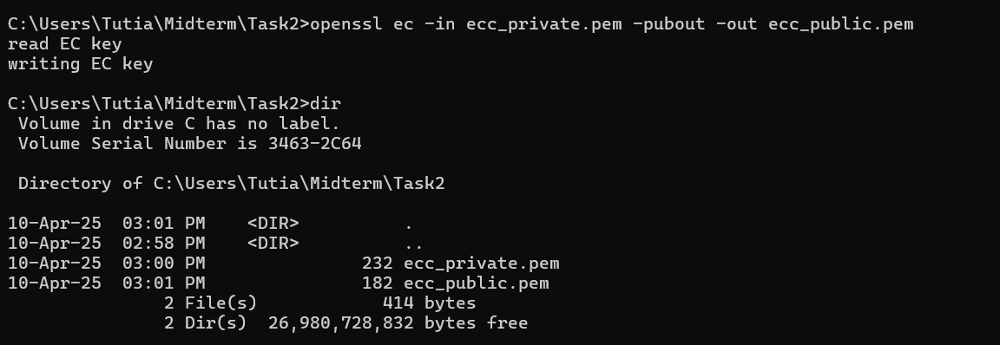 C:\Users\Tutia\Midterm\Task2>openssl ec -in ecc_private.pem -pubout -out ecc_public.pem
read EC key
writing EC key
C:\Users\Tutia\Midterm\Task2>dir
 Volume in drive C has no label.
 Volume Serial Number is 3463-2C64
 Directory of C:\Users\Tutia\Midterm\Task2
10-Apr-25  03:01 PM    <DIR>          .
10-Apr-25  02:58 PM    <DIR>          ..
10-Apr-25  03:00 PM               232 ecc_private.pem
10-Apr-25  03:01 PM               182 ecc_public.pem
               2 File(s)            414 bytes
               2 Dir(s)  26,980,728,832 bytes free